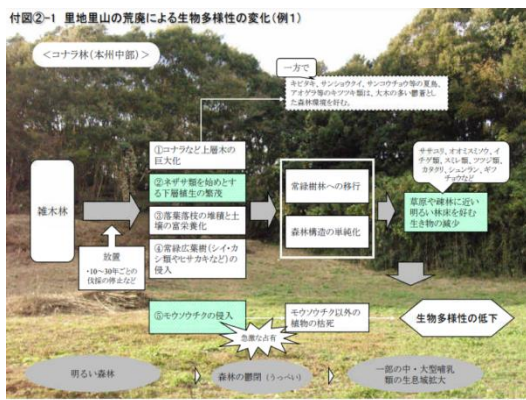 付図②-1 里地里山の荒廃による生物多様性の変化(例1)
＜コナラ林(本州中部)＞
一方で
キビタキ、サンショウクイ、サンコウチョウ等の夏鳥、
アオゲラ等のキツツキ類は、大木の多い鬱蒼とし
た森林環境を好む。
雑木林
放置
・10～30年ごとの
伐採の停止など
①コナラなど上層木の
巨大化
②ネザサ類を始めとす
る下層植生の繁茂
③落葉落枝の堆積と土
壌の富栄養化
④常緑広葉樹(シイ・カ
シ類やヒサカキなど)の
侵入
⑤モウソウチクの侵入
常緑樹林への移行
森林構造の単純化
ササユリ、オオミスミソウ、イ
チゲ類、スミレ類、ツツジ類、
カタクリ、シュンラン、ギフ
チョウなど
草原や疎林に近い
明るい林床を好む
生き物の減少
急激な占有
モウソウチク以外の
植物の枯死
生物多様性の低下
明るい森林
森林の鬱閉(うっぺい)
一部の中・大型哺乳
類の生息域拡大